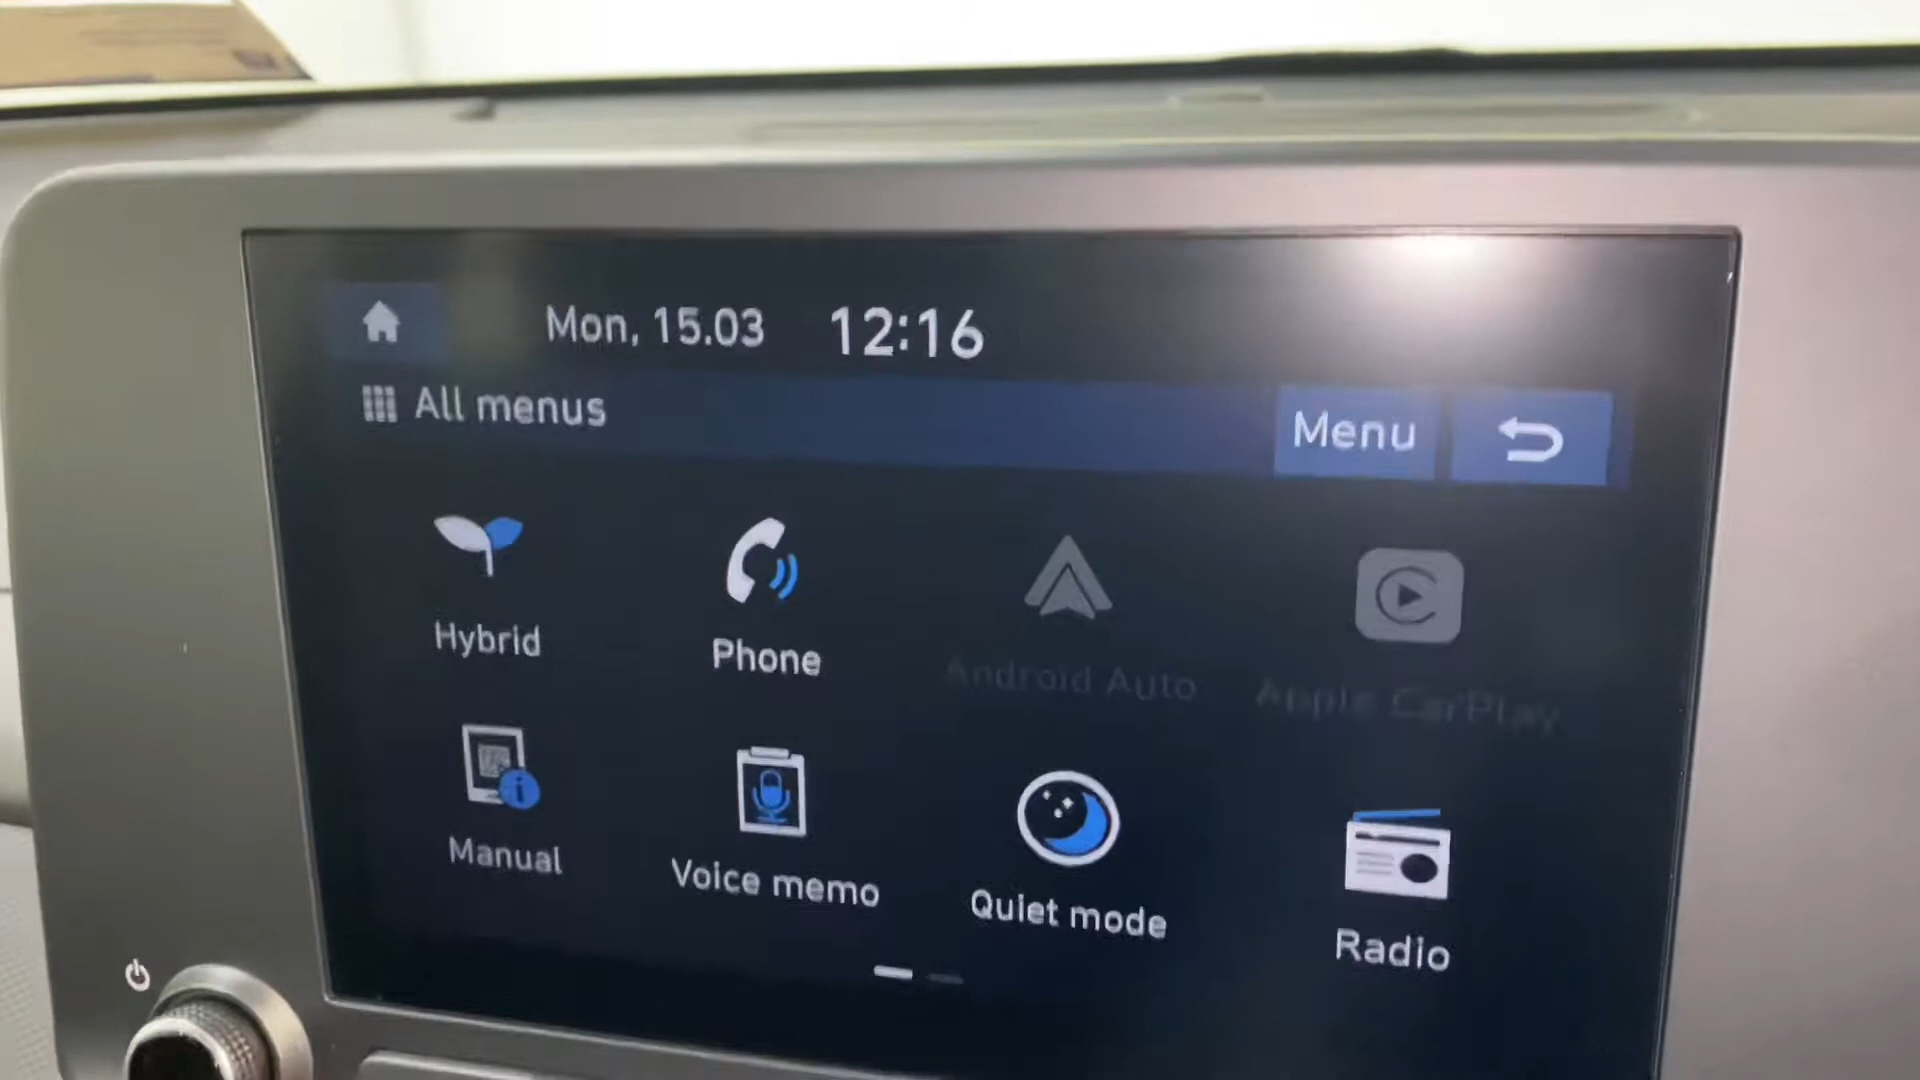 Mon, 15.03 12:16
All menus Menu
Hybrid Phone Android Auto Apple CarPlay
Manual Voice memo Quiet mode Radio